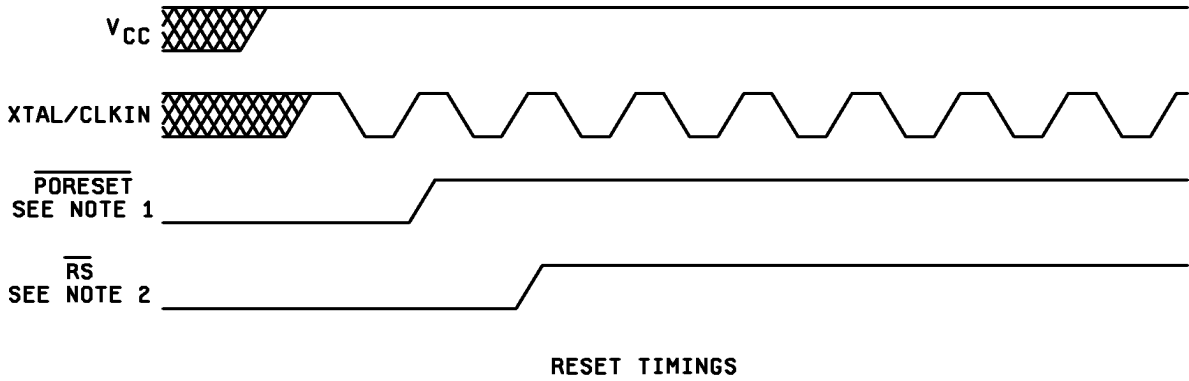 VCC
XTAL/CLKIN
PORESET
SEE NOTE 1
RS
SEE NOTE 2
RESET TIMINGS